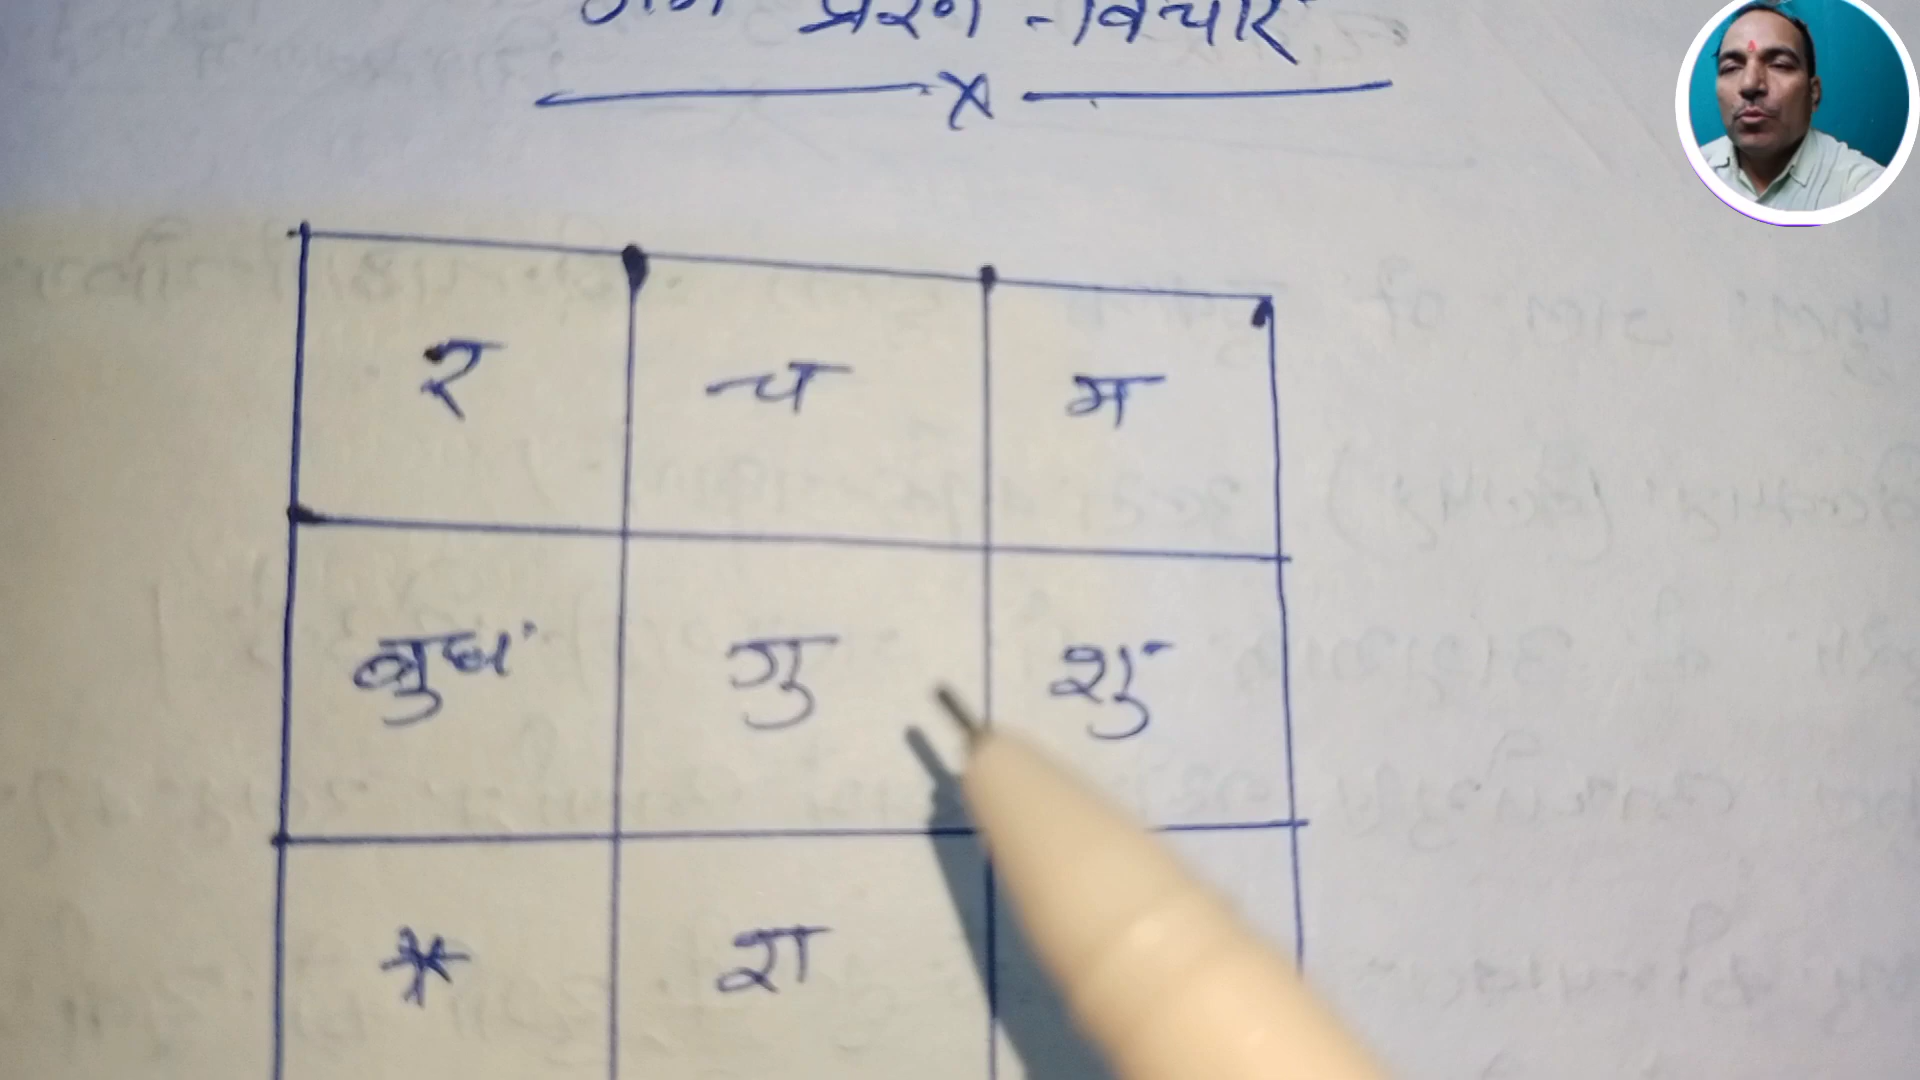 प्रश्न - विचार
र च म
बुध गु शु
श